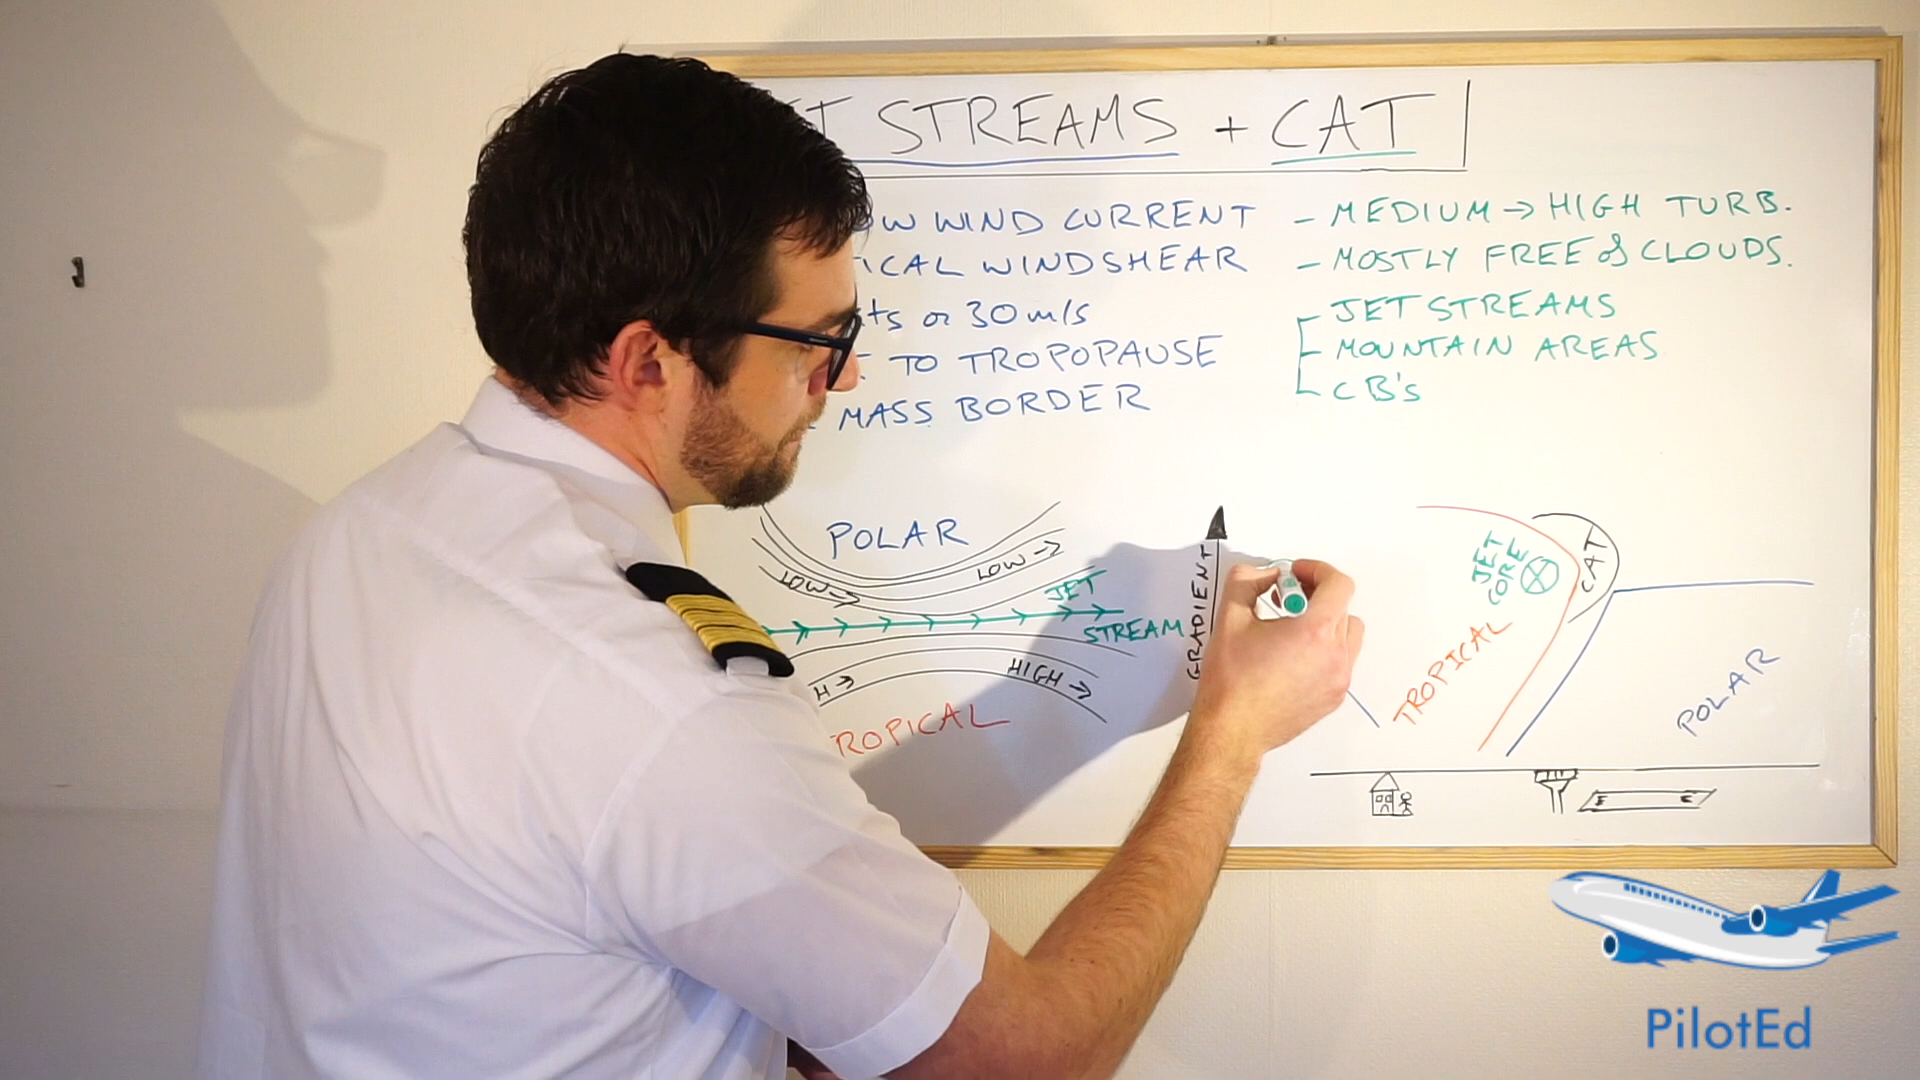 STREAMS + CAT
WIND CURRENT
WINDSHEAR
or 30 m/s
TO TROPOPAUSE
MASS BORDER
- MEDIUM → HIGH TURB.
- MOSTLY FREE of CLOUDS.
- JET STREAMS
- MOUNTAIN AREAS
- CB's
POLAR
LOW →
LOW →
JET
STREAM
H →
HIGH →
ROPICAL
GRADIENT
JET
CORE
CAT
TROPICAL
POLAR
PilotEd